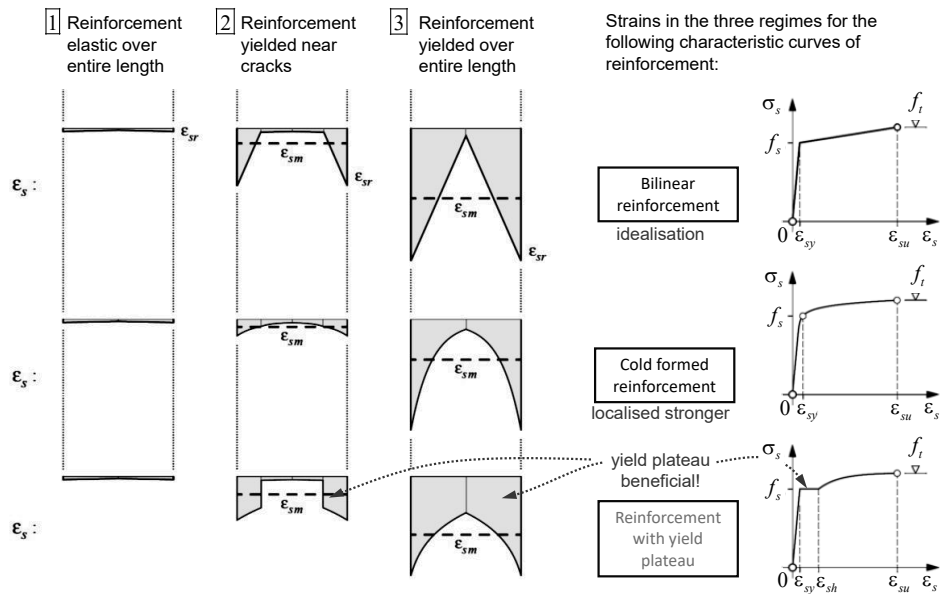 1 Reinforcement
elastic over
entire length
2 Reinforcement
yielded near
cracks
3 Reinforcement
yielded over
entire length
Strains in the three regimes for the
following characteristic curves of
reinforcement:
εs :
εsr
εsm
εsr
εsm
εsr
Bilinear
reinforcement
idealisation
σs
ft
fs
0
εsy
εsu
εs
εs :
εsm
εsm
Cold formed
reinforcement
localised stronger
σs
ft
fs
0
εsy
εsu
εs
εs :
εsm
εsm
yield plateau
beneficial!
Reinforcement
with yield
plateau
σs
ft
fs
0
εsy
εsh
εsu
εs